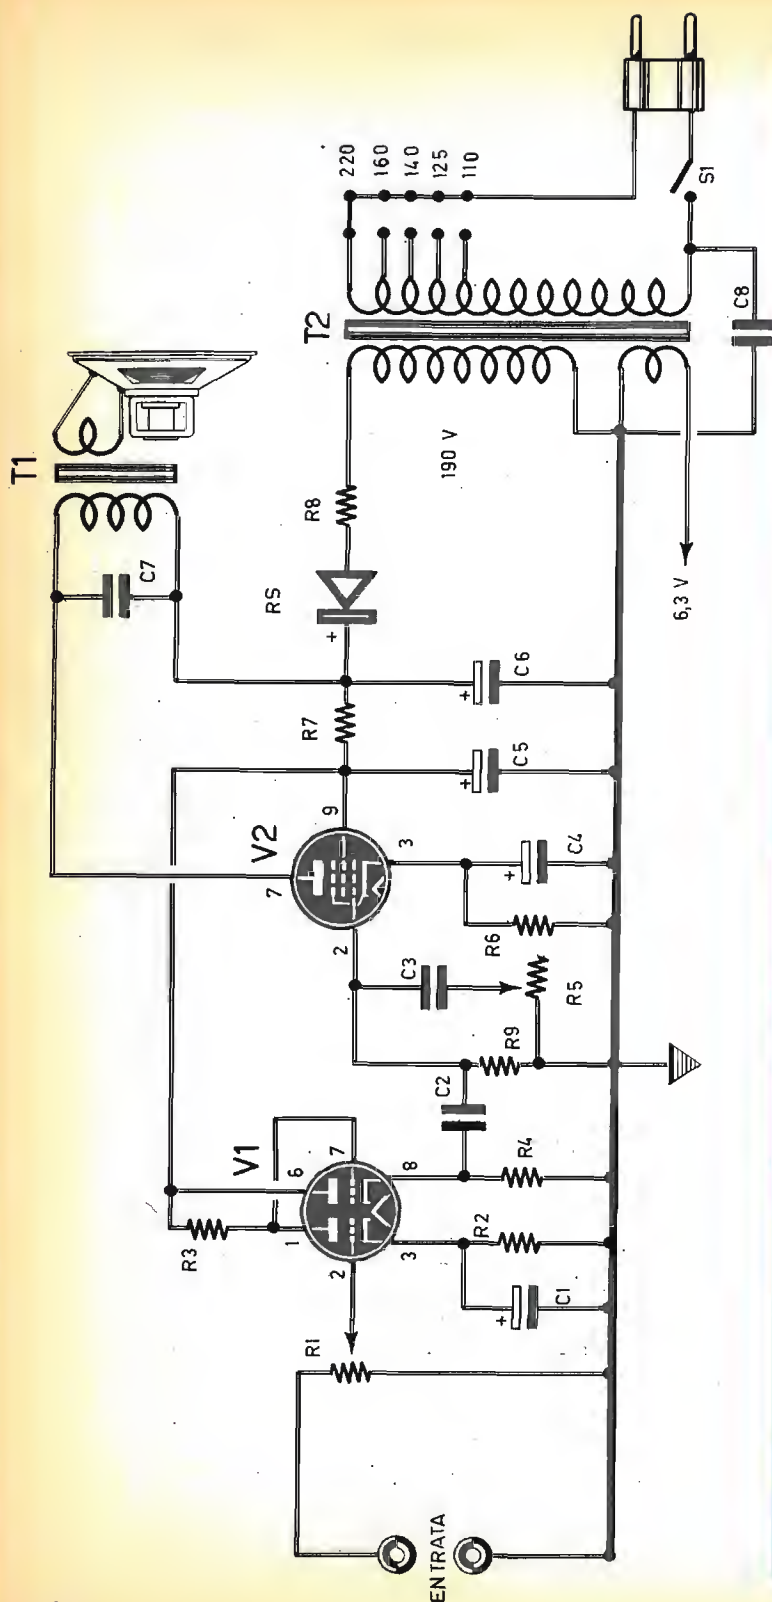 T1
C7
T2
220
160
140
125
110
S1
C8
190 V
6,3 V
R8
RS
+
R7
+
C6
+
C5
V2
7
9
2
3
+
C4
R6
C3
R5
R9
C2
V1
6
7
1
8
2
3
R3
R4
R2
+
C1
R1
ENTRATA